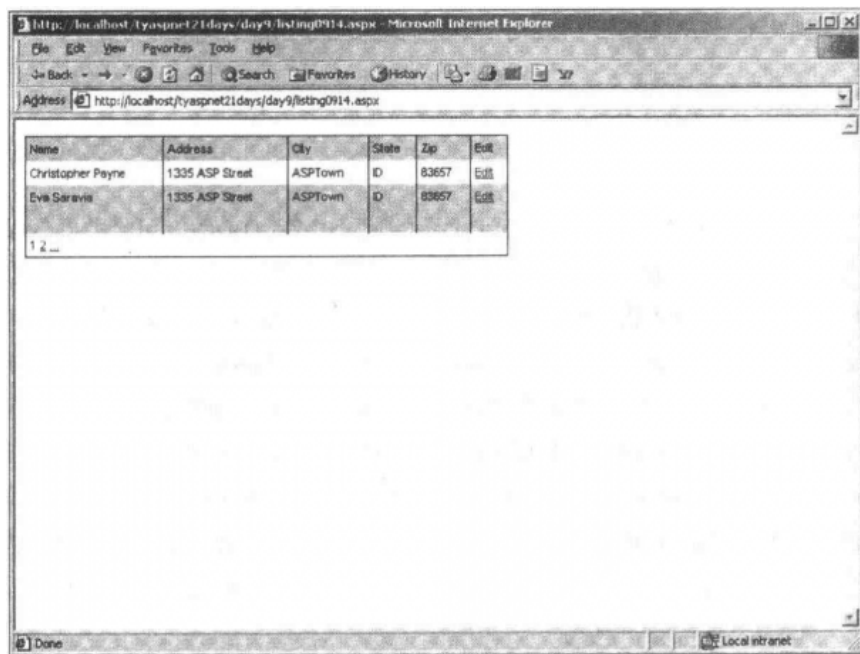 http://localhost/tyaspnet21days/day9/listing0914.aspx - Microsoft Internet Explorer
File Edit View Favorites Tools Help
Back Search Favorites History
Address http://localhost/tyaspnet21days/day9/listing0914.aspx
Name Address City State Zip Edit
Christopher Payne 1335 ASP Street ASPTown ID 83657 Edit
Eva Saravia 1335 ASP Street ASPTown ID 83657 Edit
1 2 ...
Done Local intranet